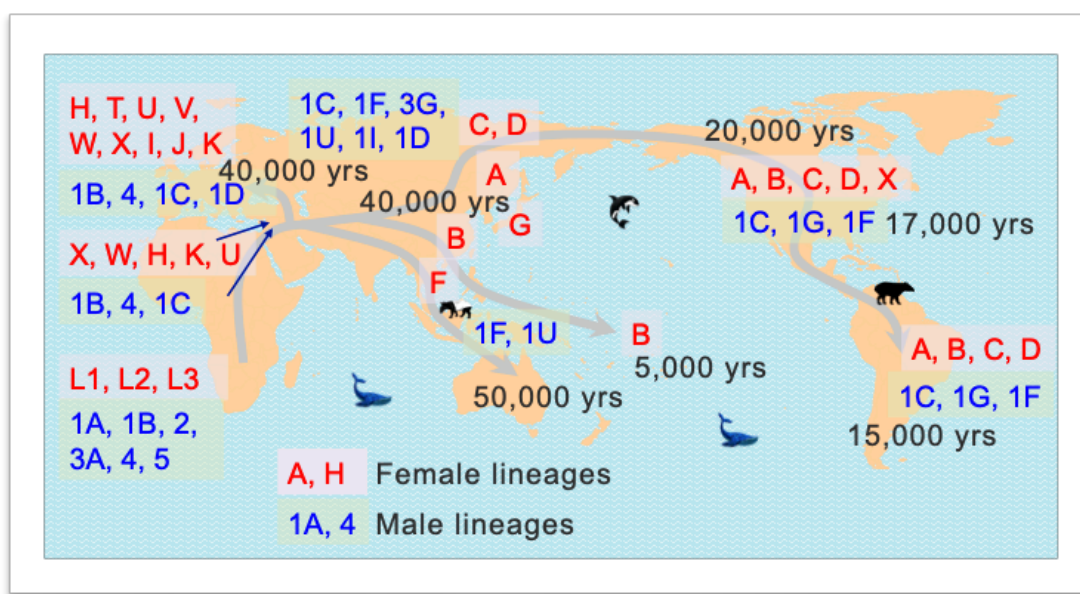 H, T, U, V,
W, X, I, J, K
1B, 4, 1C, 1D
40,000 yrs
1C, 1F, 3G,
1U, 1I, 1D
C, D
A
40,000 yrs
G
B
F
X, W, H, K, U
1B, 4, 1C
L1, L2, L3
1A, 1B, 2,
3A, 4, 5
1F, 1U
50,000 yrs
B
5,000 yrs
20,000 yrs
A, B, C, D, X
1C, 1G, 1F
17,000 yrs
A, B, C, D
1C, 1G, 1F
15,000 yrs
A, H Female lineages
1A, 4 Male lineages